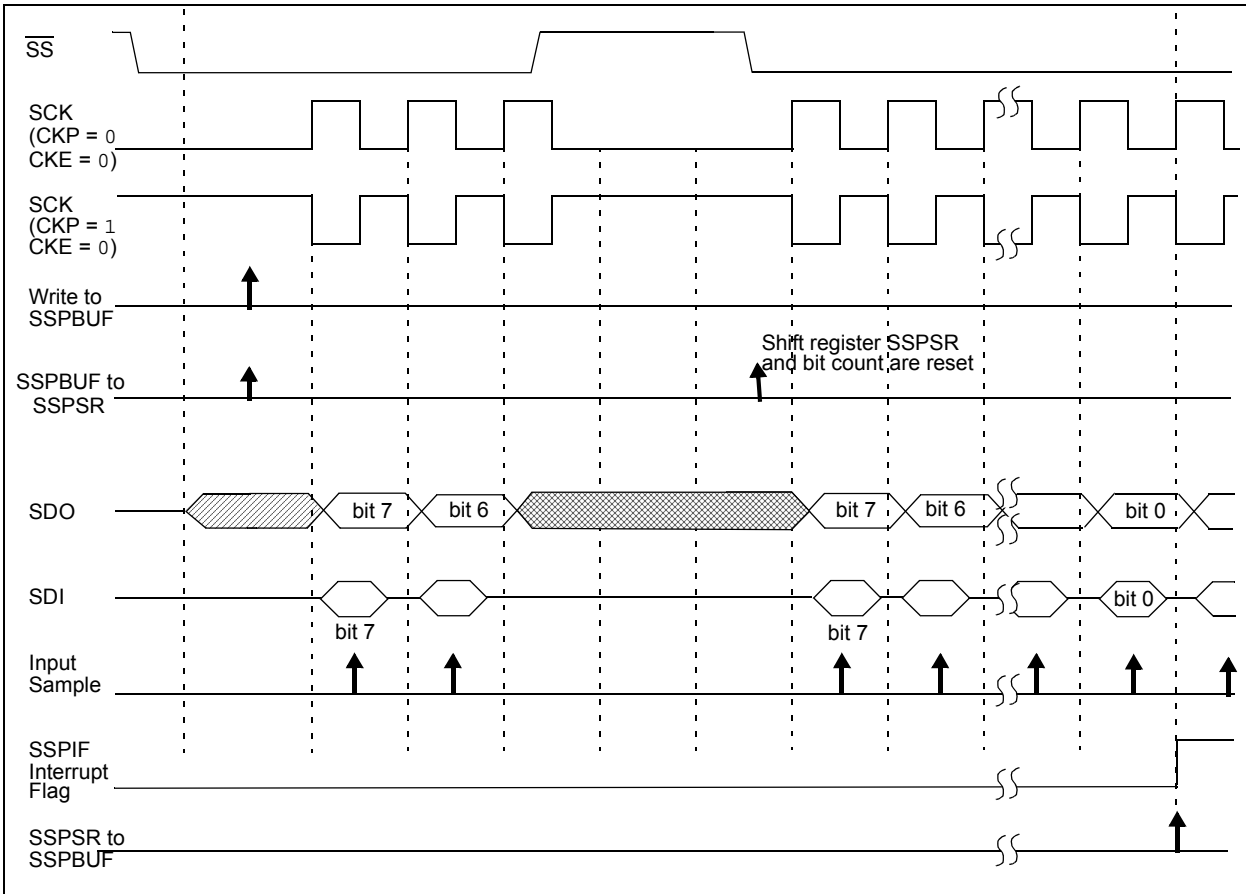 SS
SCK
(CKP = 0
CKE = 0)
SCK
(CKP = 1
CKE = 0)
Write to
SSPBUF
Shift register SSPSR
and bit count are reset
SSPBUF to
SSPSR
SDO
bit 7
bit 6
bit 7
bit 6
bit 0
SDI
bit 0
bit 7
bit 7
Input
Sample
SSPIF
Interrupt
Flag
SSPSR to
SSPBUF